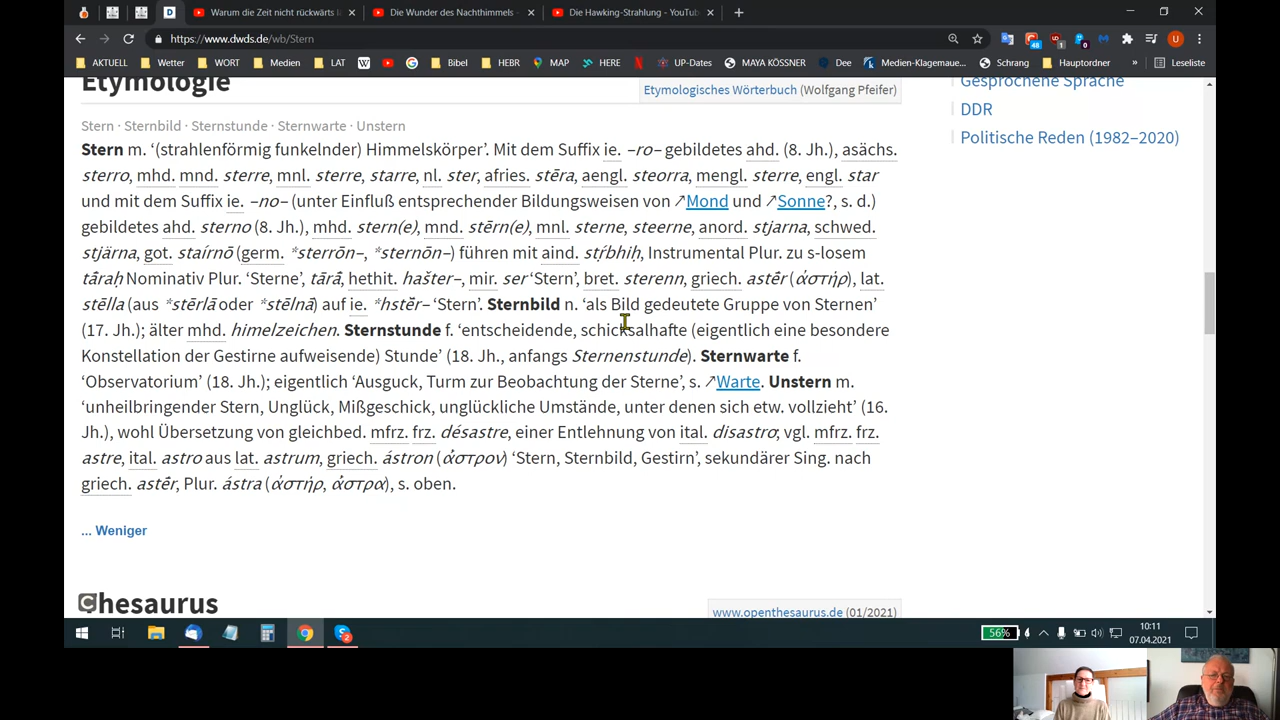 Warum die Zeit nicht rückwärts l
Die Wunder des Nachthimmels -
Die Hawking-Strahlung - YouTub
https://www.dwds.de/wb/Stern
AKTUELL Wetter WORT Medien LAT Bibel HEBR MAP HERE UP-Dates MAYA KÖSSNER Dee Medien-Klagemaue... Schrang Hauptordner » Leseliste
Etymologie
Etymologisches Wörterbuch (Wolfgang Pfeifer)
Gesprochene Sprache
DDR
Politische Reden (1982–2020)
Stern · Sternbild · Sternstunde · Sternwarte · Unstern
Stern m. ‘(strahlenförmig funkelnder) Himmelskörper’. Mit dem Suffix ie. –ro– gebildetes ahd. (8. Jh.), asächs.
sterro, mhd. mnd. sterre, mnl. sterre, starre, nl. ster, afries. stēra, aengl. steorra, mengl. sterre, engl. star
und mit dem Suffix ie. –no– (unter Einfluß entsprechender Bildungsweisen von ↗Mond und ↗Sonne?, s. d.)
gebildetes ahd. sterno (8. Jh.), mhd. stern(e), mnd. stērn(e), mnl. sterne, steerne, anord. stjarna, schwed.
stjärna, got. staírnō (germ. *sterrōn–, *sternōn–) führen mit aind. stṛ́bhiḥ, Instrumental Plur. zu s-losem
tā́raḥ Nominativ Plur. ‘Sterne’, tārā́, hethit. hašter–, mir. ser ‘Stern’, bret. sterenn, griech. astḗr (ἀστήρ), lat.
stēlla (aus *stērlā oder *stēlnā) auf ie. *hstḗr– ‘Stern’. Sternbild n. ‘als Bild gedeutete Gruppe von Sternen’
(17. Jh.); älter mhd. himelzeichen. Sternstunde f. ‘entscheidende, schicksalhafte (eigentlich eine besondere
Konstellation der Gestirne aufweisende) Stunde’ (18. Jh., anfangs Sternenstunde). Sternwarte f.
‘Observatorium’ (18. Jh.); eigentlich ‘Ausguck, Turm zur Beobachtung der Sterne’, s. ↗Warte. Unstern m.
‘unheilbringender Stern, Unglück, Mißgeschick, unglückliche Umstände, unter denen sich etw. vollzieht’ (16.
Jh.), wohl Übersetzung von gleichbed. mfrz. frz. désastre, einer Entlehnung von ital. disastro; vgl. mfrz. frz.
astre, ital. astro aus lat. astrum, griech. ástron (ἄστρον) ‘Stern, Sternbild, Gestirn’, sekundärer Sing. nach
griech. astḗr, Plur. ástra (ἀστήρ, ἄστρα), s. oben.
... Weniger
Thesaurus
www.openthesaurus.de (01/2021)
56%
10:11
07.04.2021